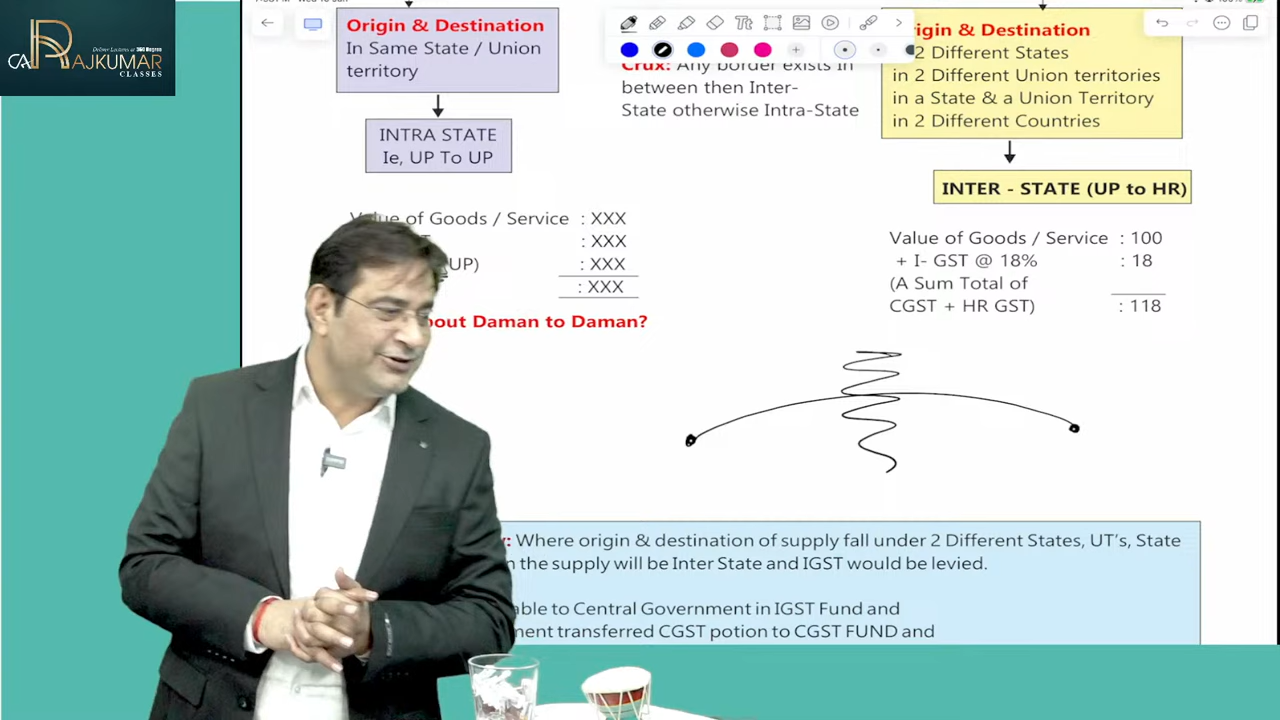 Deliver Lectures at 360 Degree
CA RAJKUMAR
CLASSES
Origin & Destination
In Same State / Union
territory
INTRA STATE
Ie, UP To UP
Value of Goods / Service : XXX
: XXX
UP) : XXX
: XXX
bout Daman to Daman?
Tt
Crux: Any border exists in
between then Inter-
State otherwise Intra-State
rigin & Destination
2 Different States
in 2 Different Union territories
in a State & a Union Territory
in 2 Different Countries
INTER - STATE (UP to HR)
Value of Goods / Service : 100
+ I- GST @ 18% : 18
(A Sum Total of
CGST + HR GST) : 118
: Where origin & destination of supply fall under 2 Different States, UT's, State
the supply will be Inter State and IGST would be levied.
able to Central Government in IGST Fund and
ment transferred CGST potion to CGST FUND and